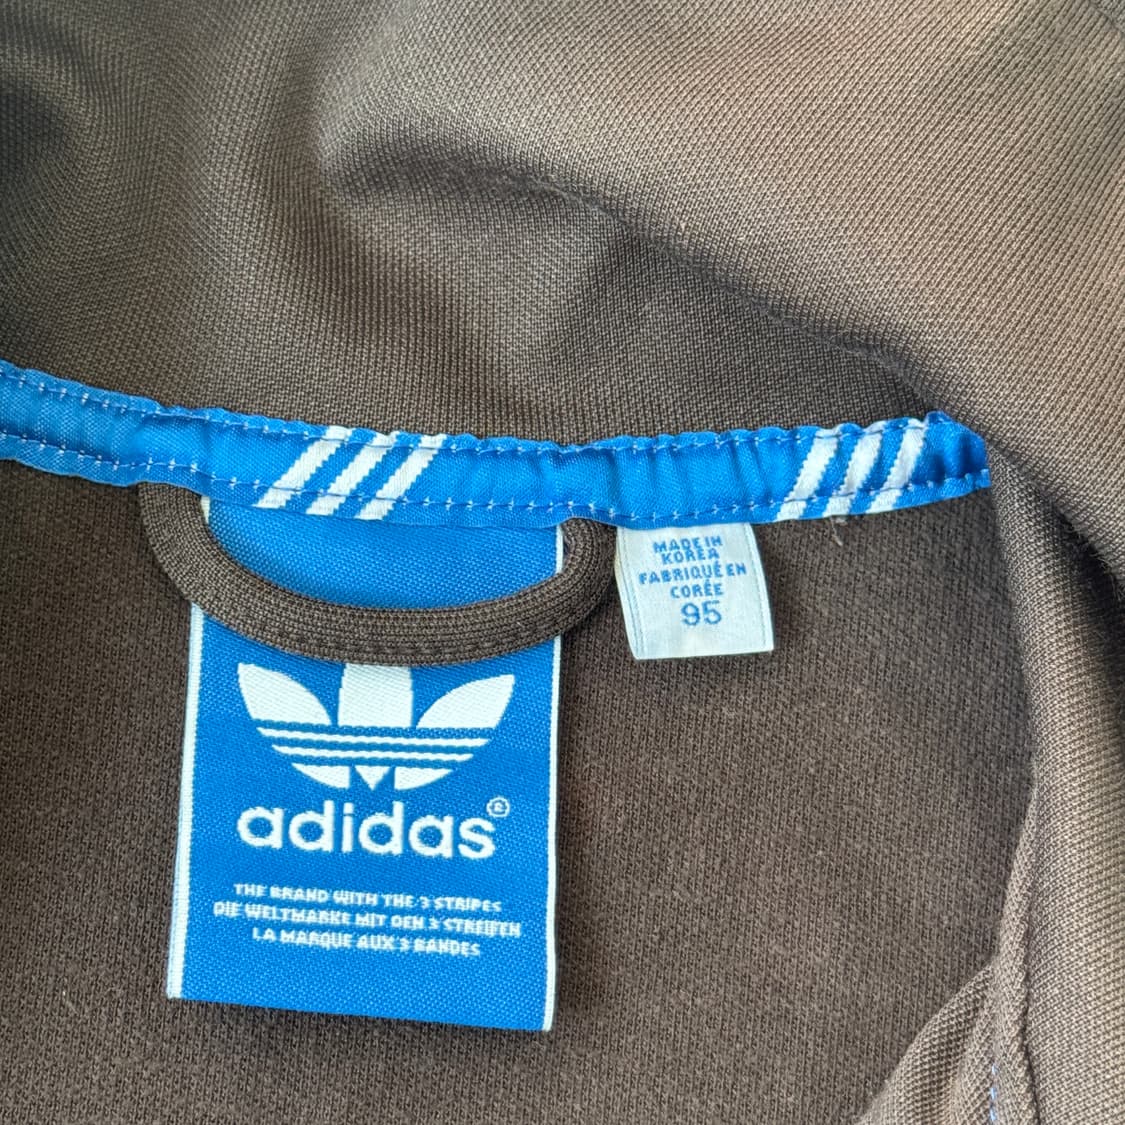 MADE IN
KOREA
FABRIQUÉ EN
CORÉE
95
adidas®
THE BRAND WITH THE 3 STRIPES
DIE WELTMARKE MIT DEN 3 STREIFEN
LA MARQUE AUX 3 BANDES